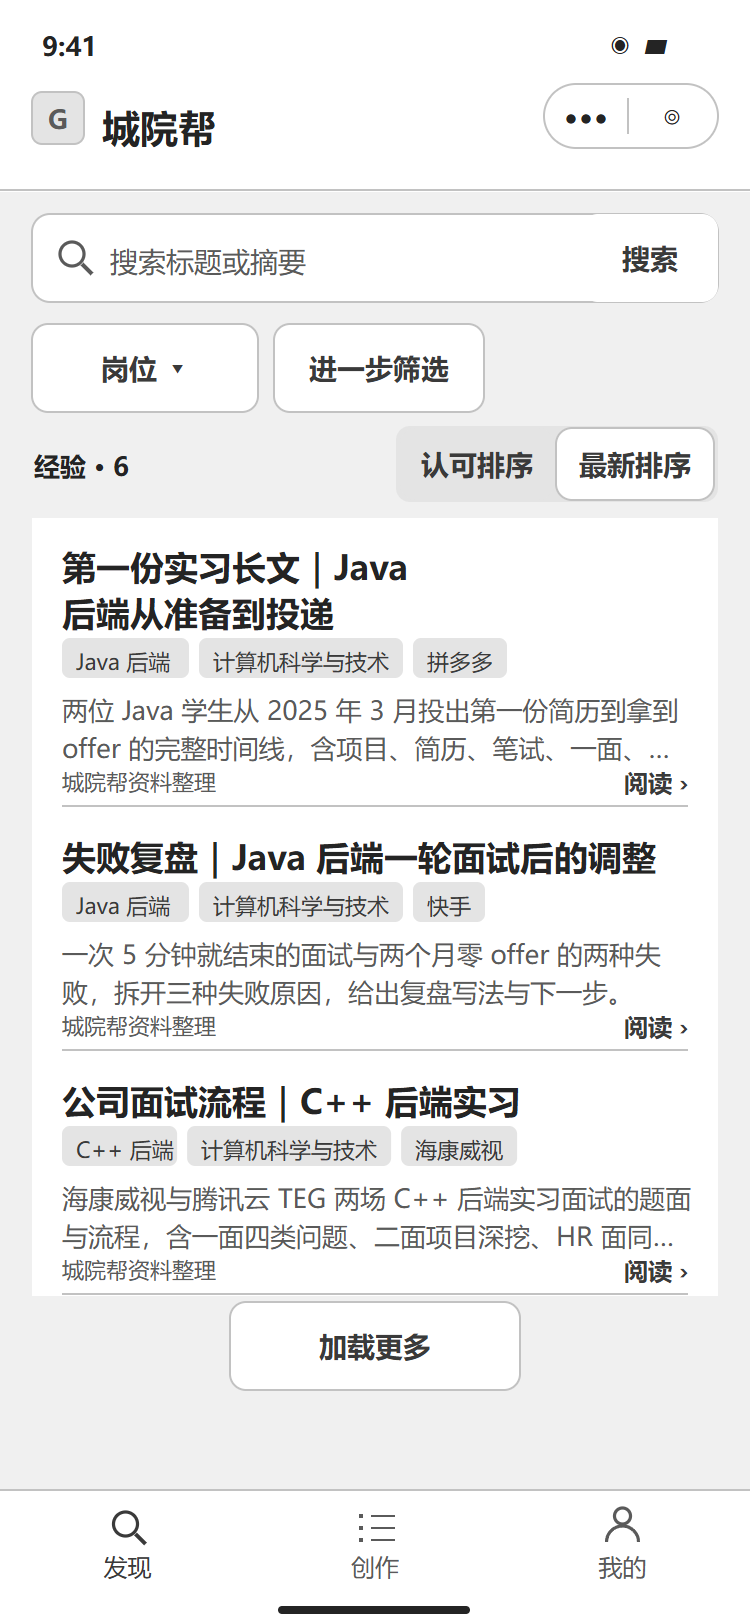 9:41
G 城院帮
搜索标题或摘要 搜索
岗位 ▼ 进一步筛选
经验 · 6 认可排序 最新排序
第一份实习长文｜Java
后端从准备到投递
Java 后端 计算机科学与技术 拼多多
两位 Java 学生从 2025 年 3 月投出第一份简历到拿到
offer 的完整时间线，含项目、简历、笔试、一面、…
城院帮资料整理 阅读 ›
失败复盘｜Java 后端一轮面试后的调整
Java 后端 计算机科学与技术 快手
一次 5 分钟就结束的面试与两个月零 offer 的两种失
败，拆开三种失败原因，给出复盘写法与下一步。
城院帮资料整理 阅读 ›
公司面试流程｜C++ 后端实习
C++ 后端 计算机科学与技术 海康威视
海康威视与腾讯云 TEG 两场 C++ 后端实习面试的题面
与流程，含一面四类问题、二面项目深挖、HR 面同…
城院帮资料整理 阅读 ›
加载更多
发现 创作 我的